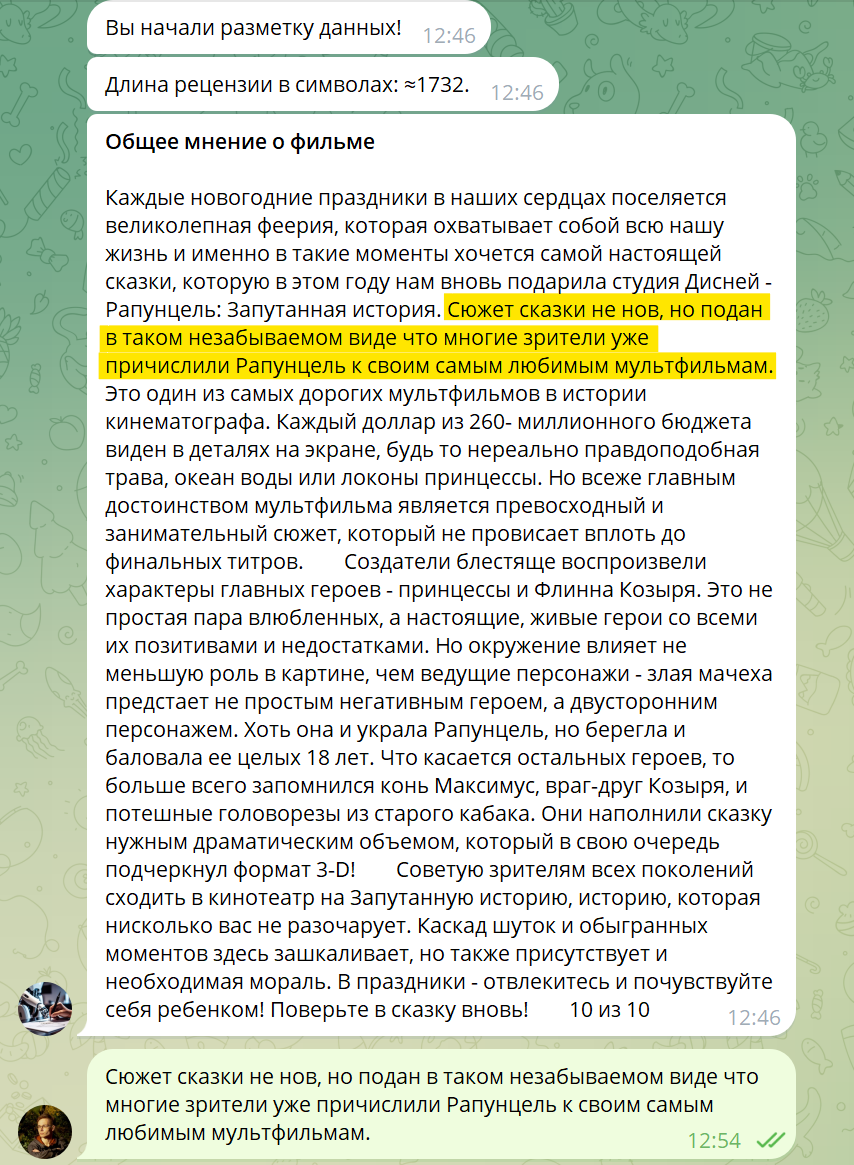 Вы начали разметку данных! 12:46
Длина рецензии в символах: ≈1732. 12:46
Общее мнение о фильме
Каждые новогодние праздники в наших сердцах поселяется
великолепная феерия, которая охватывает собой всю нашу
жизнь и именно в такие моменты хочется самой настоящей
сказки, которую в этом году нам вновь подарила студия Дисней -
Рапунцель: Запутанная история. Сюжет сказки не нов, но подан
в таком незабываемом виде что многие зрители уже
причислили Рапунцель к своим самым любимым мультфильмам.
Это один из самых дорогих мультфильмов в истории
кинематографа. Каждый доллар из 260- миллионного бюджета
виден в деталях на экране, будь то нереально правдоподобная
трава, океан воды или локоны принцессы. Но всеже главным
достоинством мультфильма является превосходный и
занимательный сюжет, который не провисает вплоть до
финальных титров. Создатели блестяще воспроизвели
характеры главных героев - принцессы и Флинна Козыря. Это не
простая пара влюбленных, а настоящие, живые герои со всеми
их позитивами и недостатками. Но окружение влияет не
меньшую роль в картине, чем ведущие персонажи - злая мачеха
предстает не простым негативным героем, а двусторонним
персонажем. Хоть она и украла Рапунцель, но берегла и
баловала ее целых 18 лет. Что касается остальных героев, то
больше всего запомнился конь Максимус, враг-друг Козыря, и
потешные головорезы из старого кабака. Они наполнили сказку
нужным драматическим объемом, который в свою очередь
подчеркнул формат 3-D! Советую зрителям всех поколений
сходить в кинотеатр на Запутанную историю, историю, которая
нисколько вас не разочарует. Каскад шуток и обыгранных
моментов здесь зашкаливает, но также присутствует и
необходимая мораль. В праздники - отвлекитесь и почувствуйте
себя ребенком! Поверьте в сказку вновь! 10 из 10 12:46
Сюжет сказки не нов, но подан в таком незабываемом виде что
многие зрители уже причислили Рапунцель к своим самым
любимым мультфильмам. 12:54